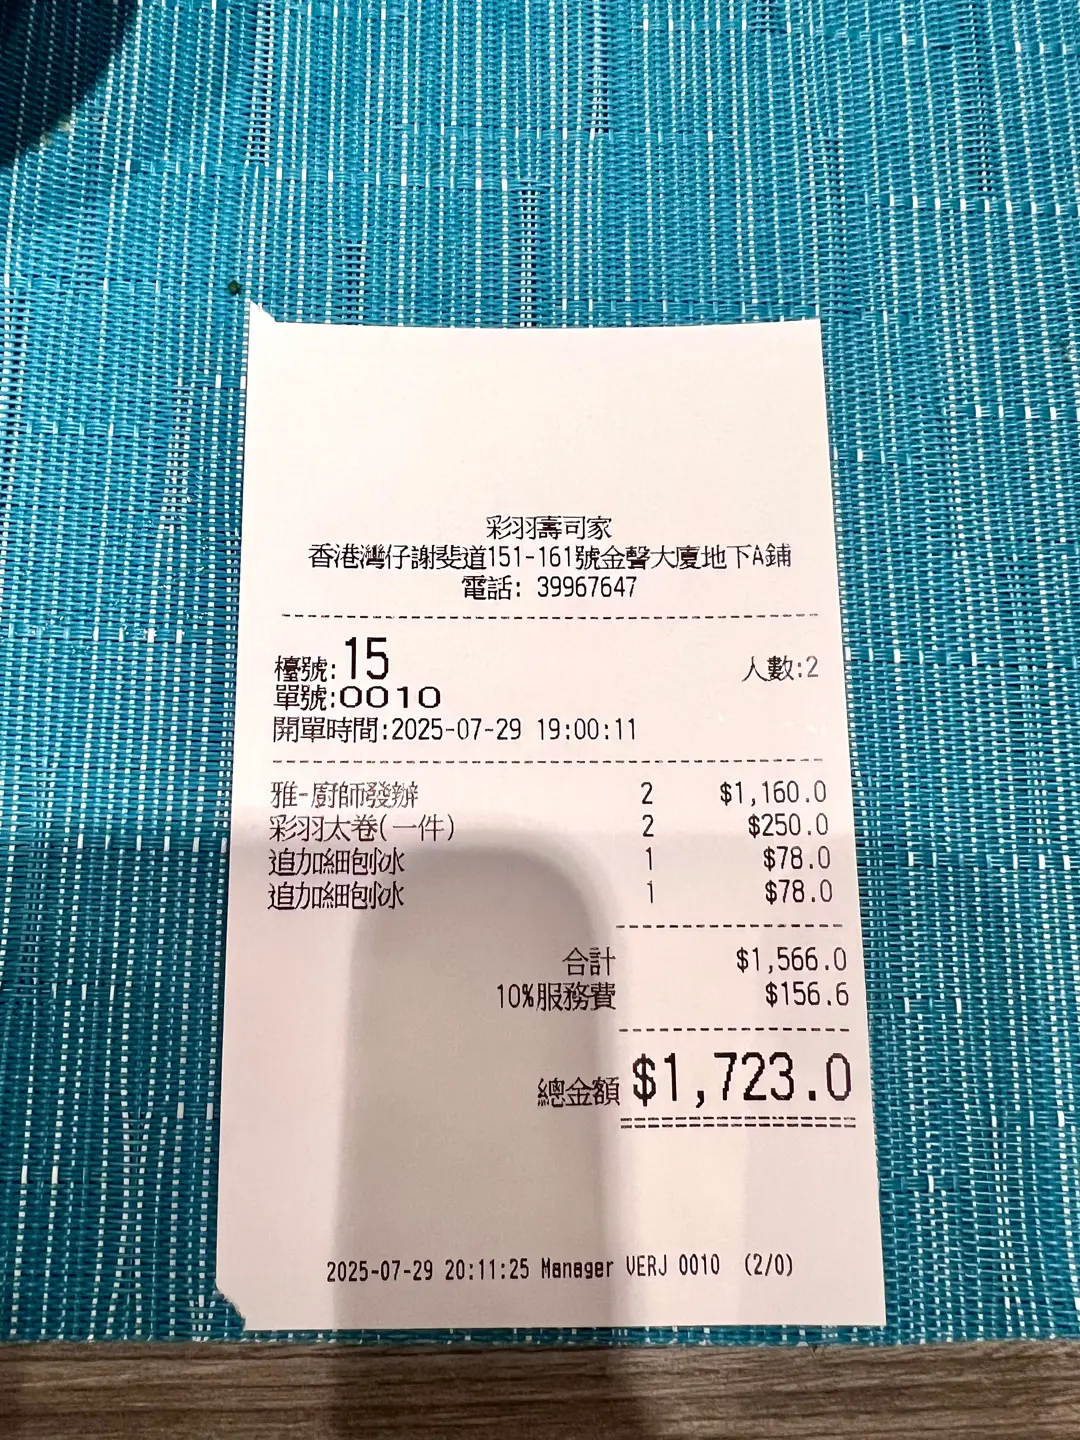 彩羽壽司家
香港灣仔謝斐道151-161號金聲大廈地下A鋪
電話: 39967647
檯號:15 人數:2
單號:0010
開單時間:2025-07-29 19:00:11
雅-廚師發辦 2 $1,160.0
彩羽太卷(一件) 2 $250.0
追加細刨冰 1 $78.0
追加細刨冰 1 $78.0
合計 $1,566.0
10%服務費 $156.6
總金額 $1,723.0
2025-07-29 20:11:25 Manager VERJ 0010 (2/0)